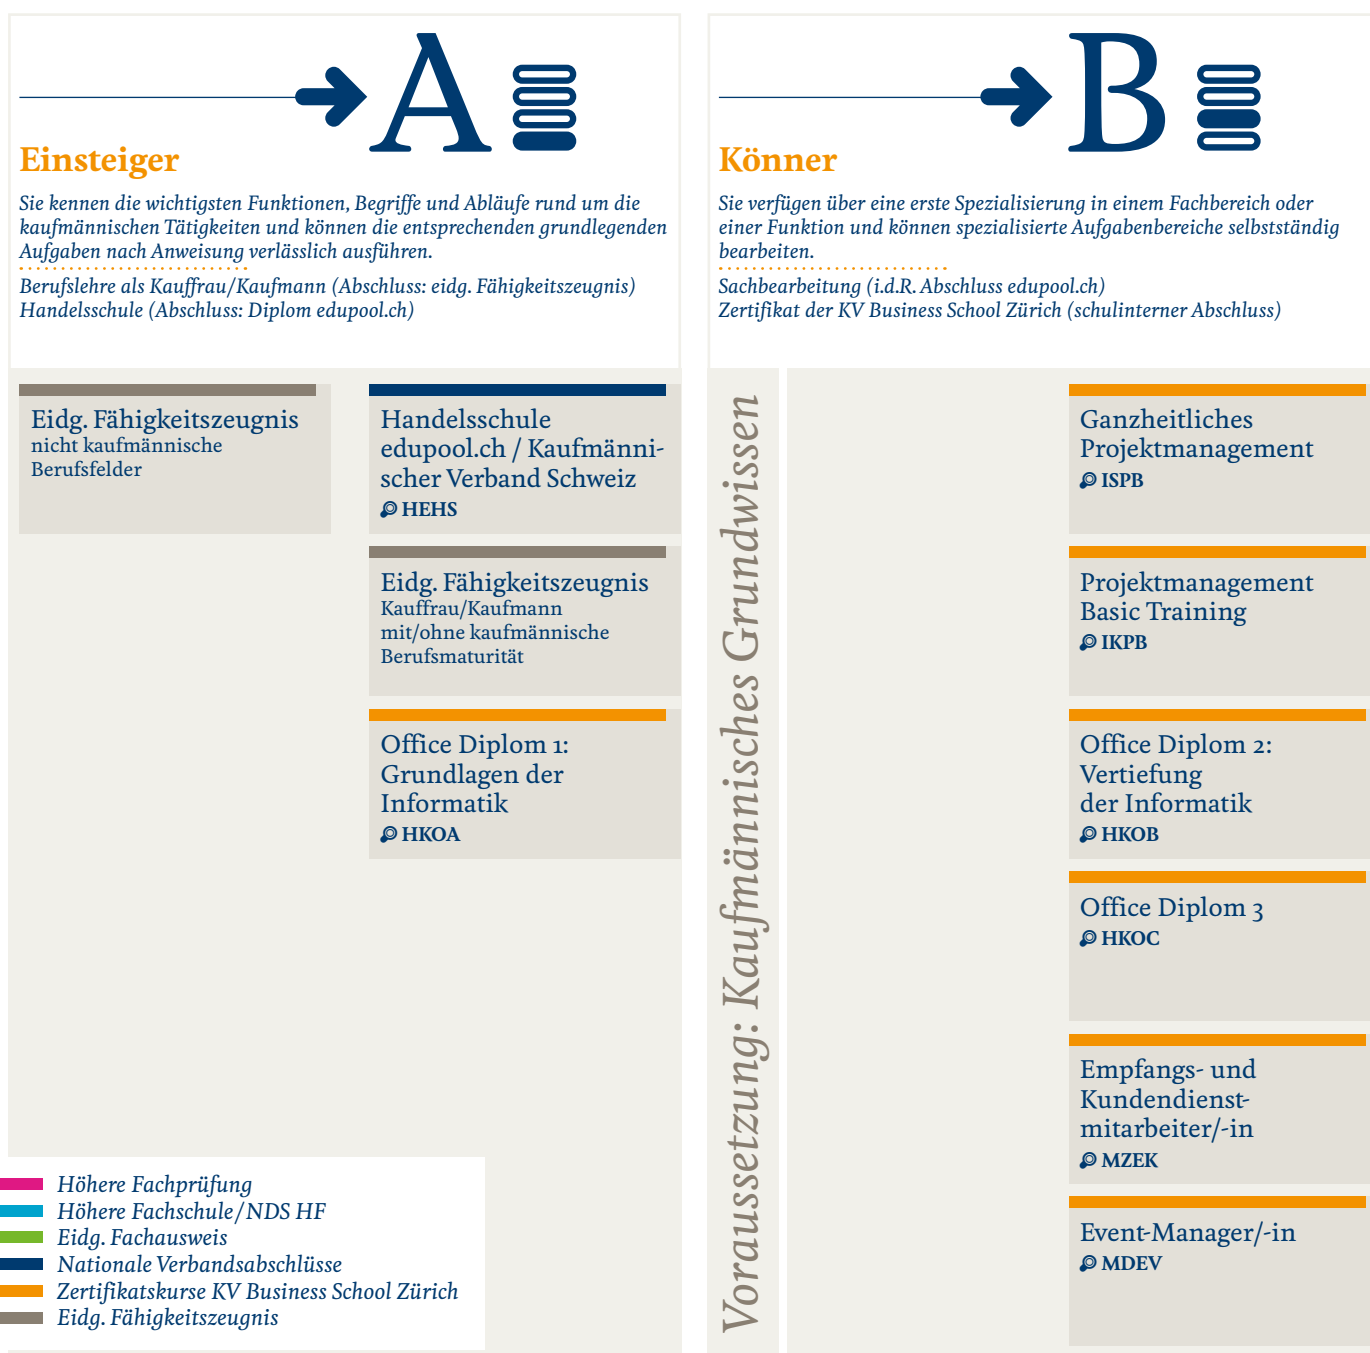 A
Einsteiger
Sie kennen die wichtigsten Funktionen, Begriffe und Abläufe rund um die
kaufmännischen Tätigkeiten und können die entsprechenden grundlegenden
Aufgaben nach Anweisung verlässlich ausführen.
Berufslehre als Kauffrau/Kaufmann (Abschluss: eidg. Fähigkeitszeugnis)
Handelsschule (Abschluss: Diplom edupool.ch)
Eidg. Fähigkeitszeugnis
nicht kaufmännische
Berufsfelder
Handelsschule
edupool.ch / Kaufmänni-
scher Verband Schweiz
HEHS
Eidg. Fähigkeitszeugnis
Kauffrau/Kaufmann
mit/ohne kaufmännische
Berufsmaturität
Office Diplom 1:
Grundlagen der
Informatik
HKOA
Höhere Fachprüfung
Höhere Fachschule/NDS HF
Eidg. Fachausweis
Nationale Verbandsabschlüsse
Zertifikatskurse KV Business School Zürich
Eidg. Fähigkeitszeugnis
B
Könner
Sie verfügen über eine erste Spezialisierung in einem Fachbereich oder
einer Funktion und können spezialisierte Aufgabenbereiche selbstständig
bearbeiten.
Sachbearbeitung (i.d.R. Abschluss edupool.ch)
Zertifikat der KV Business School Zürich (schulinterner Abschluss)
Voraussetzung: Kaufmännisches Grundwissen
Ganzheitliches
Projektmanagement
ISPB
Projektmanagement
Basic Training
IKPB
Office Diplom 2:
Vertiefung
der Informatik
HKOB
Office Diplom 3
HKOC
Empfangs- und
Kundendienst-
mitarbeiter/-in
MZEK
Event-Manager/-in
MDEV